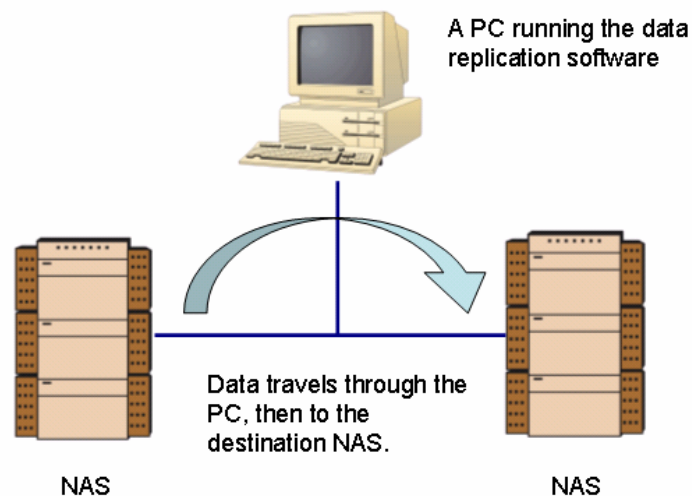 A PC running the data
replication software
Data travels through the
PC, then to the
destination NAS.
NAS
NAS